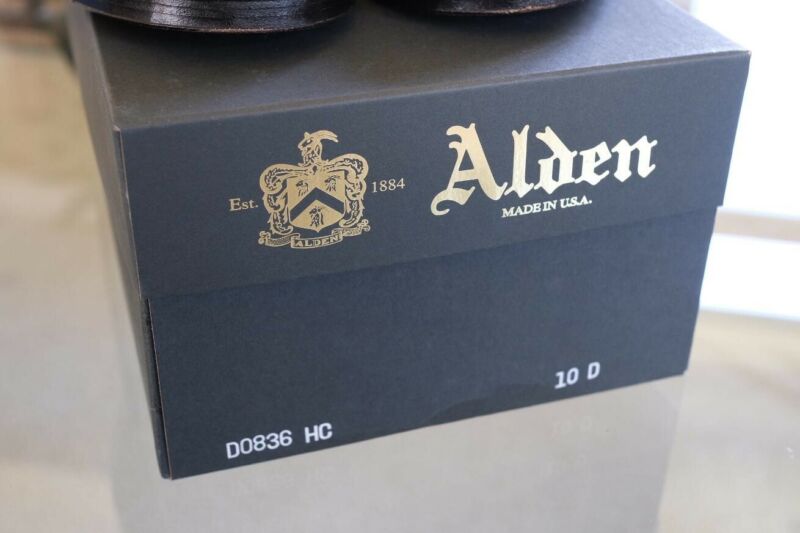 Est. 1884
ALDEN
Alden
MADE IN U.S.A.
D0836 HC
10 D